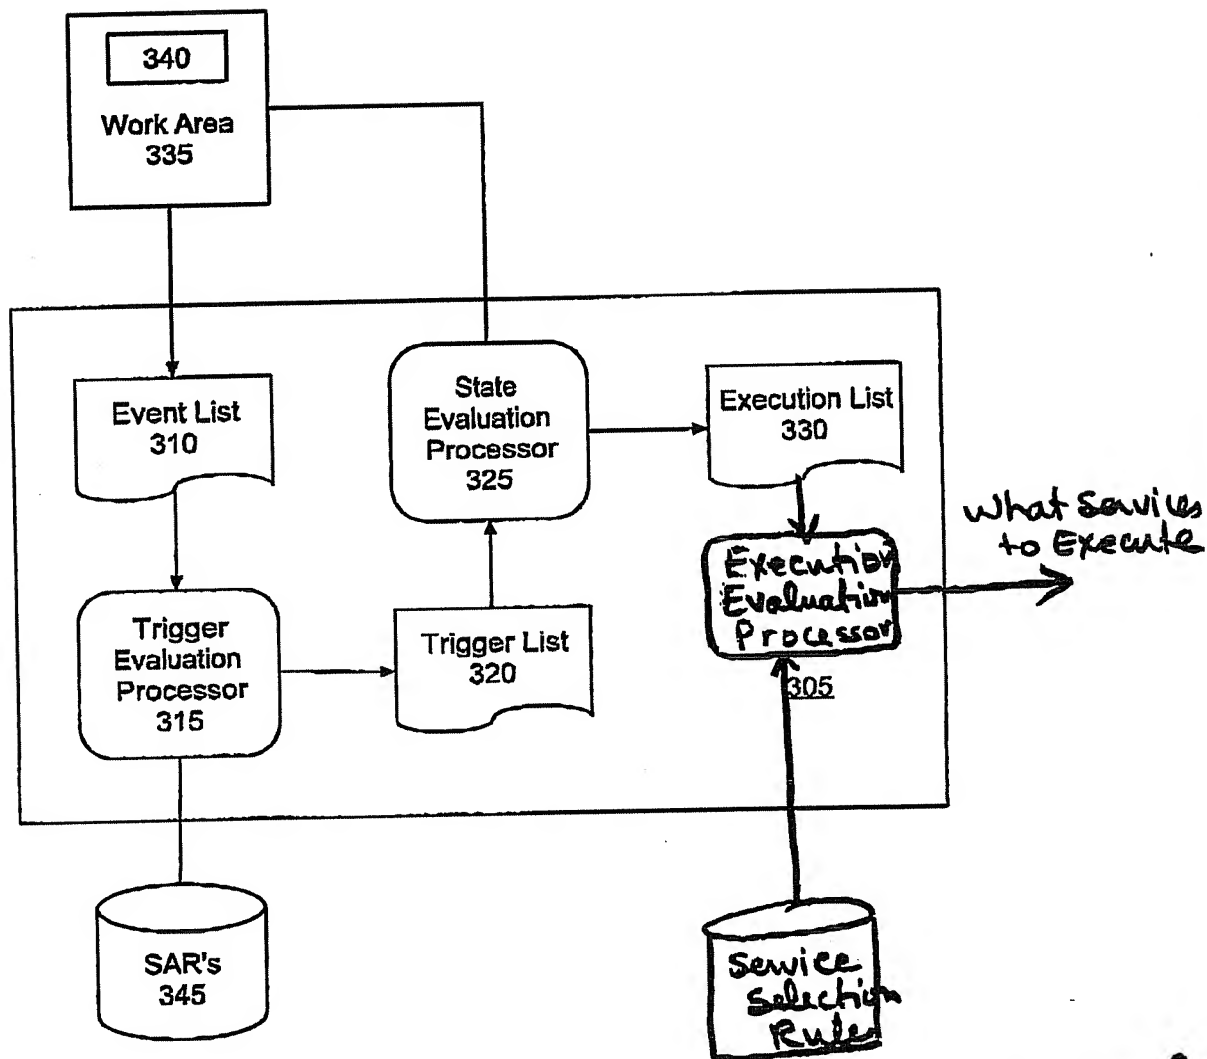 340
Work Area
335
Event List
310
State
Evaluation
Processor
325
Execution List
330
What Services
to Execute
Execution
Evaluation
Processor
Trigger
Evaluation
Processor
315
Trigger List
320
305
SAR's
345
Service
Selection
Rule